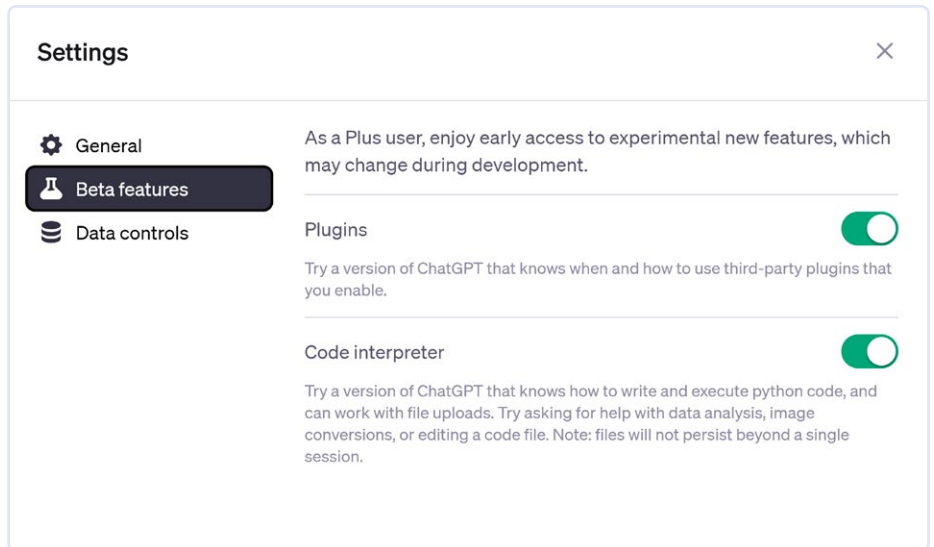 Settings
General
Beta features
Data controls
As a Plus user, enjoy early access to experimental new features, which
may change during development.
Plugins
Try a version of ChatGPT that knows when and how to use third-party plugins that
you enable.
Code interpreter
Try a version of ChatGPT that knows how to write and execute python code, and
can work with file uploads. Try asking for help with data analysis, image
conversions, or editing a code file. Note: files will not persist beyond a single
session.